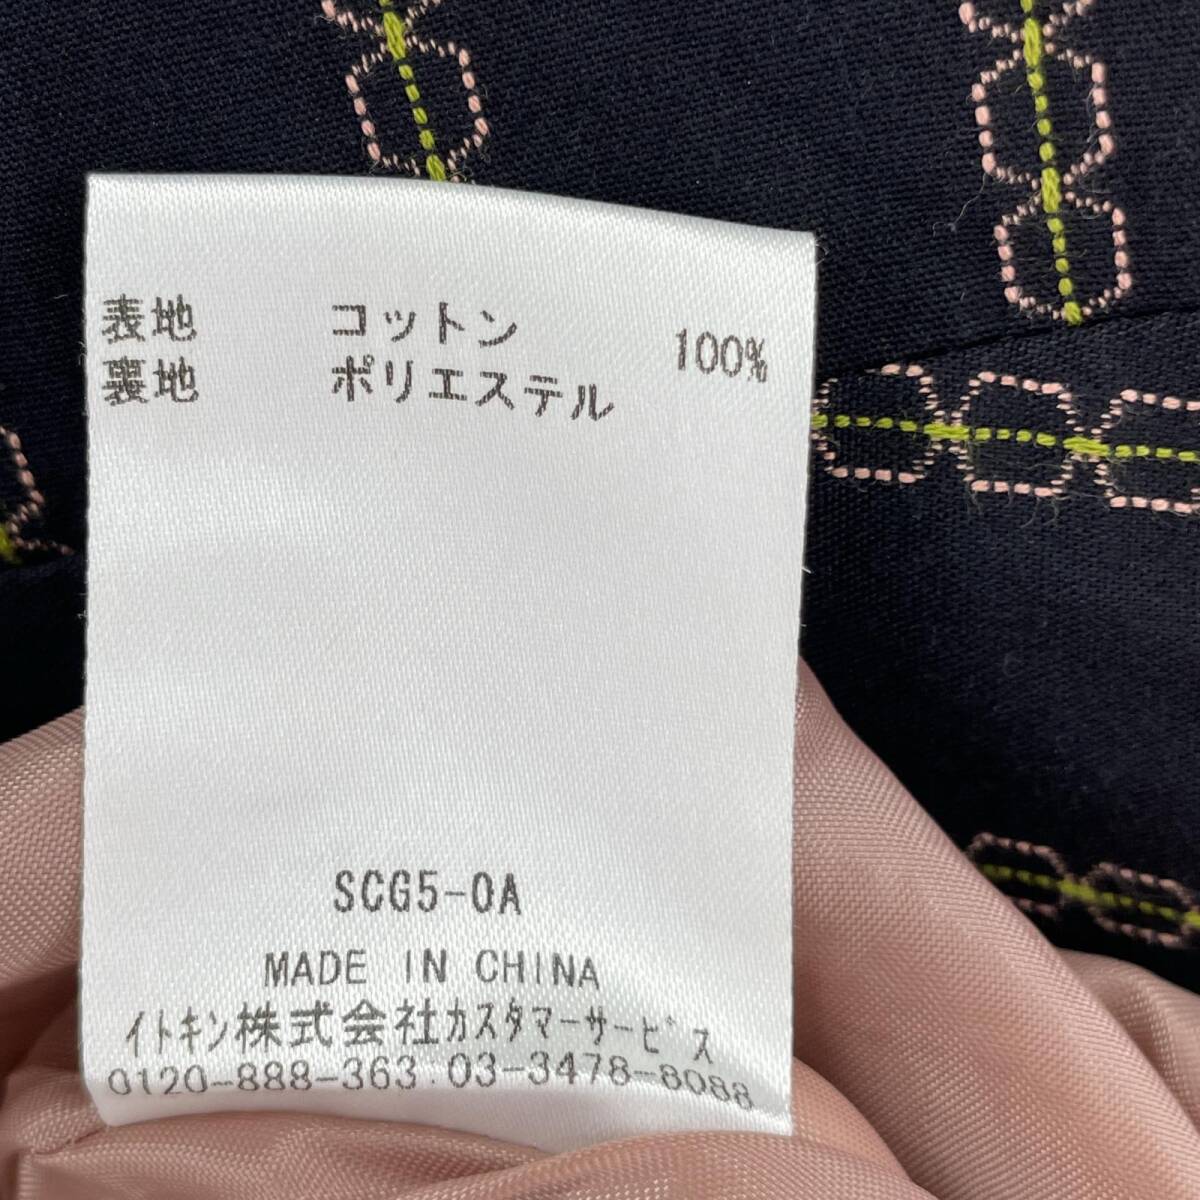 表地 コットン 100%
裏地 ポリエステル
SCG5-0A
MADE IN CHINA
イトキン株式会社カスタマーサービス
0120-888-363 03-3478-8088